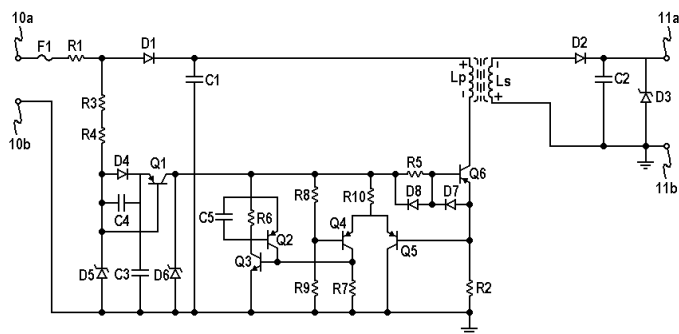 10a
11a
F1
R1
D1
D2
C1
Lp
Ls
C2
D3
R3
R4
10b
11b
D4
Q1
R5
Q6
C4
R8
R10
D8
D7
C5
R6
Q4
Q2
Q5
D5
C3
D6
Q3
R9
R7
R2
+
+